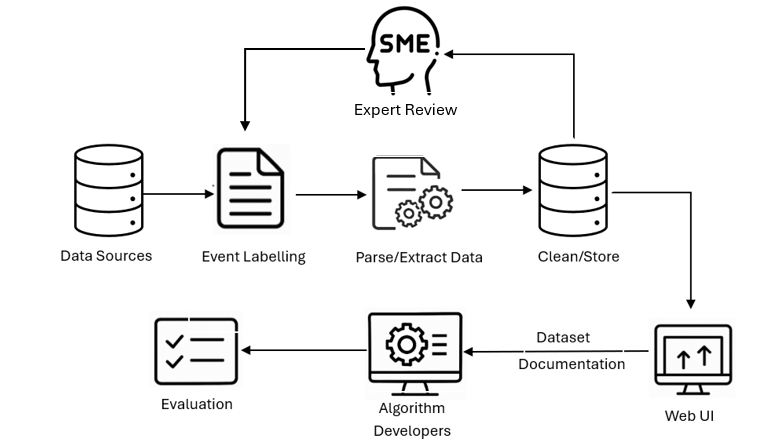 SME
Expert Review
Data Sources
Event Labelling
Parse/Extract Data
Clean/Store
Dataset
Documentation
Evaluation
Algorithm
Developers
Web UI